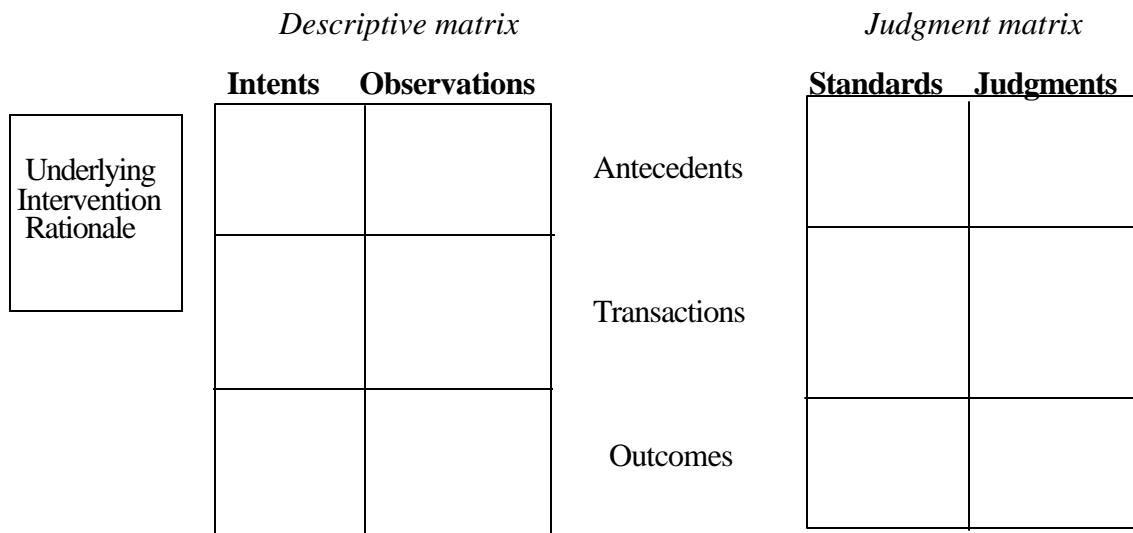 Descriptive matrix Judgment matrix
Intents Observations Standards Judgments
Underlying
Intervention
Rationale
Antecedents
Transactions
Outcomes